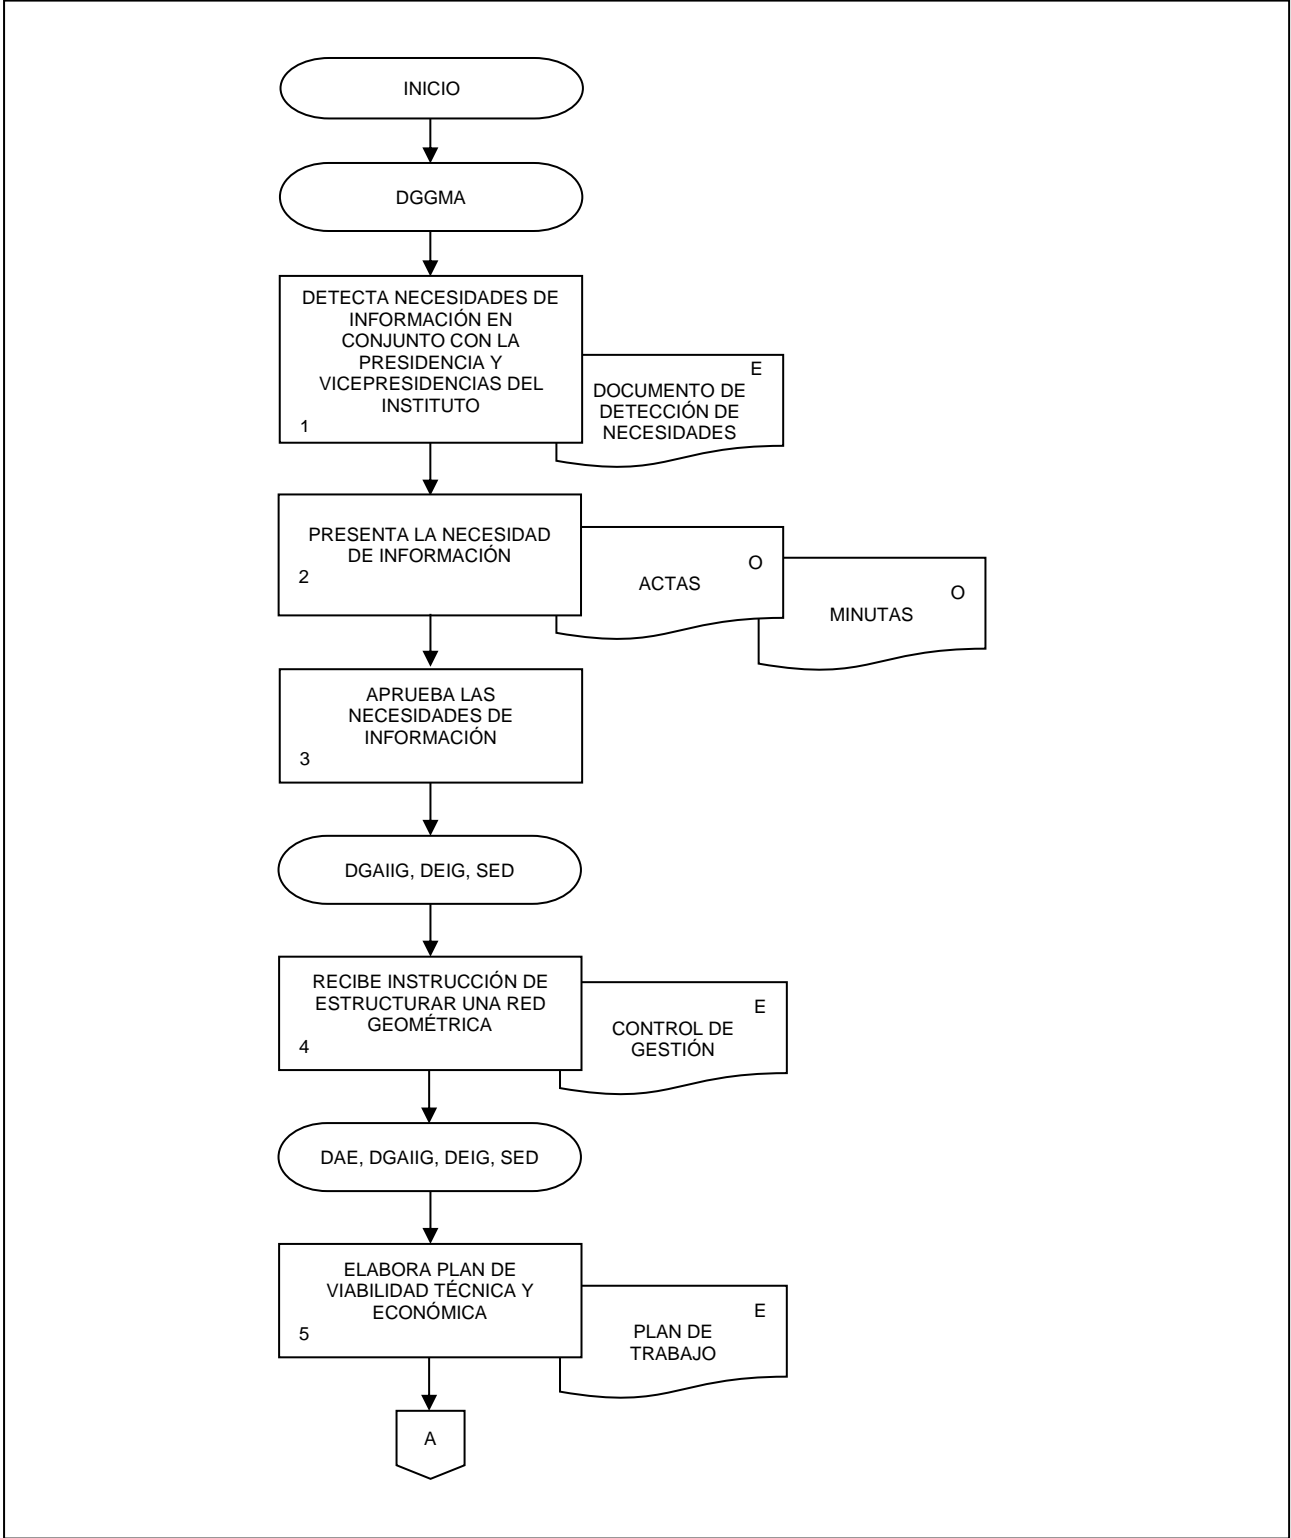 INICIO
DGGMA
DETECTA NECESIDADES DE
INFORMACIÓN EN
CONJUNTO CON LA
PRESIDENCIA Y
VICEPRESIDENCIAS DEL
INSTITUTO
1
E
DOCUMENTO DE
DETECCIÓN DE
NECESIDADES
PRESENTA LA NECESIDAD
DE INFORMACIÓN
2
O
ACTAS
O
MINUTAS
APRUEBA LAS
NECESIDADES DE
INFORMACIÓN
3
DGAIIG, DEIG, SED
RECIBE INSTRUCCIÓN DE
ESTRUCTURAR UNA RED
GEOMÉTRICA
4
E
CONTROL DE
GESTIÓN
DAE, DGAIIG, DEIG, SED
ELABORA PLAN DE
VIABILIDAD TÉCNICA Y
ECONÓMICA
5
E
PLAN DE
TRABAJO
A